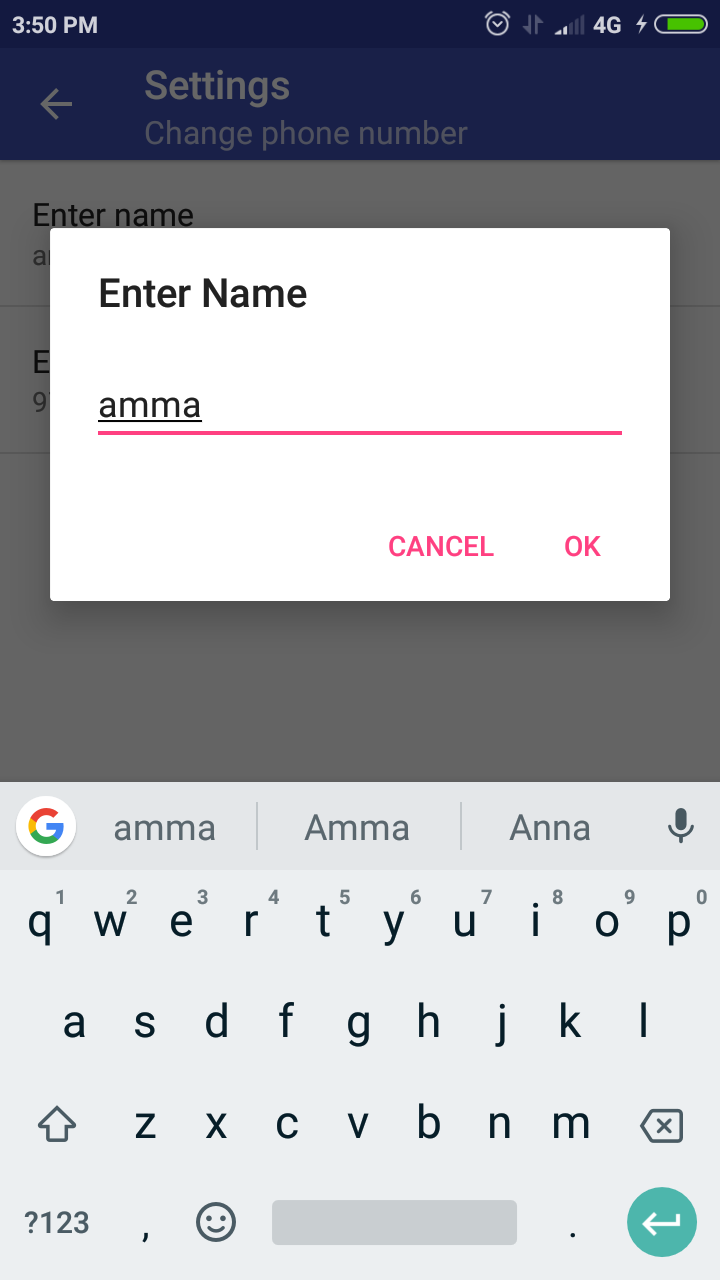 3:50 PM 4G
Settings
Change phone number
Enter name
Enter Name
amma
CANCEL OK
amma Amma Anna
q1 w2 e3 r4 t5 y6 u7 i8 o9 p0
a s d f g h j k l
z x c v b n m
?123 , .